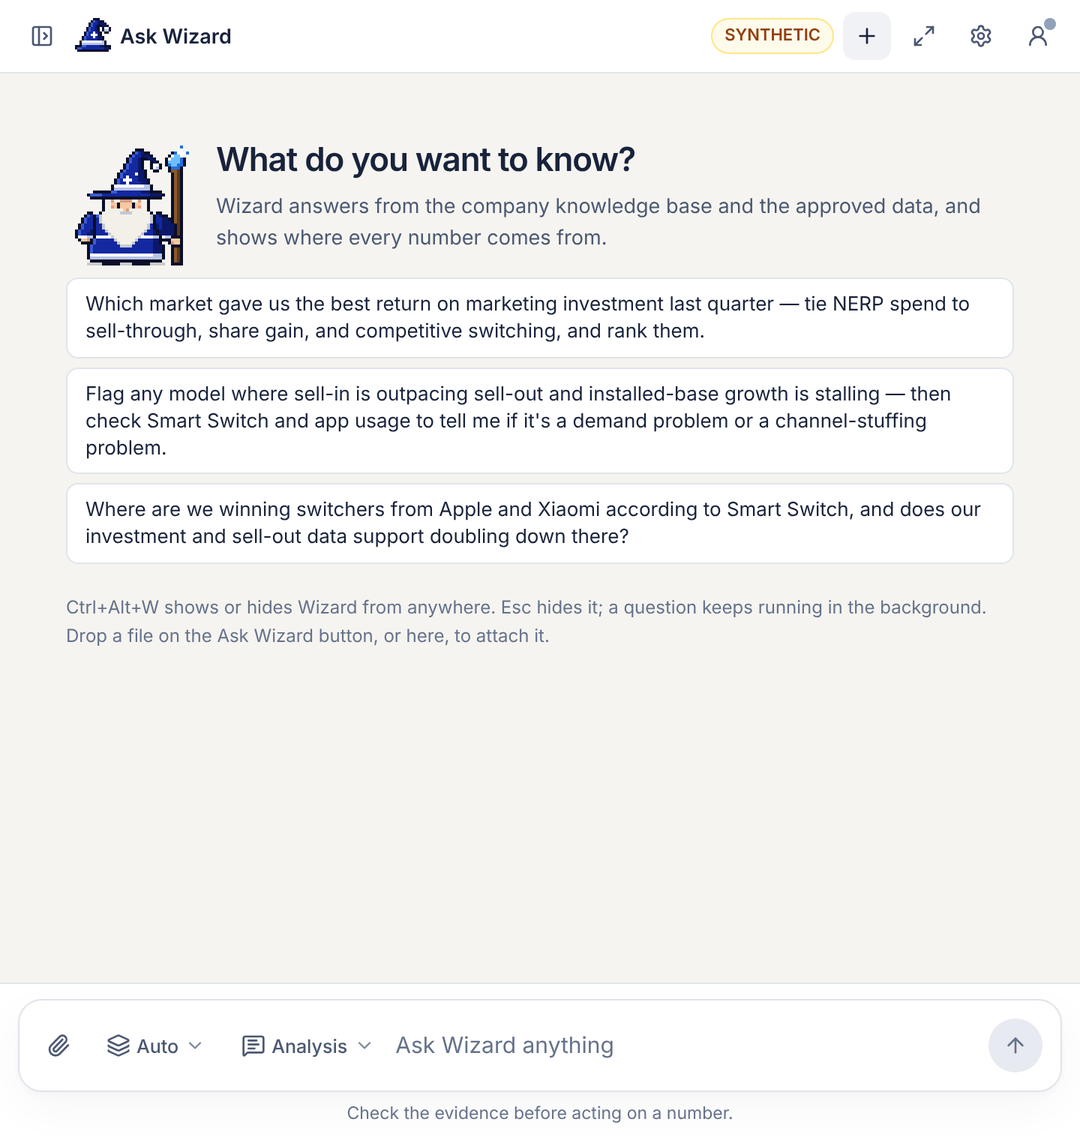 Ask Wizard
SYNTHETIC
What do you want to know?
Wizard answers from the company knowledge base and the approved data, and
shows where every number comes from.
Which market gave us the best return on marketing investment last quarter — tie NERP spend to
sell-through, share gain, and competitive switching, and rank them.
Flag any model where sell-in is outpacing sell-out and installed-base growth is stalling — then
check Smart Switch and app usage to tell me if it's a demand problem or a channel-stuffing
problem.
Where are we winning switchers from Apple and Xiaomi according to Smart Switch, and does our
investment and sell-out data support doubling down there?
Ctrl+Alt+W shows or hides Wizard from anywhere. Esc hides it; a question keeps running in the background.
Drop a file on the Ask Wizard button, or here, to attach it.
Auto
Analysis
Ask Wizard anything
Check the evidence before acting on a number.